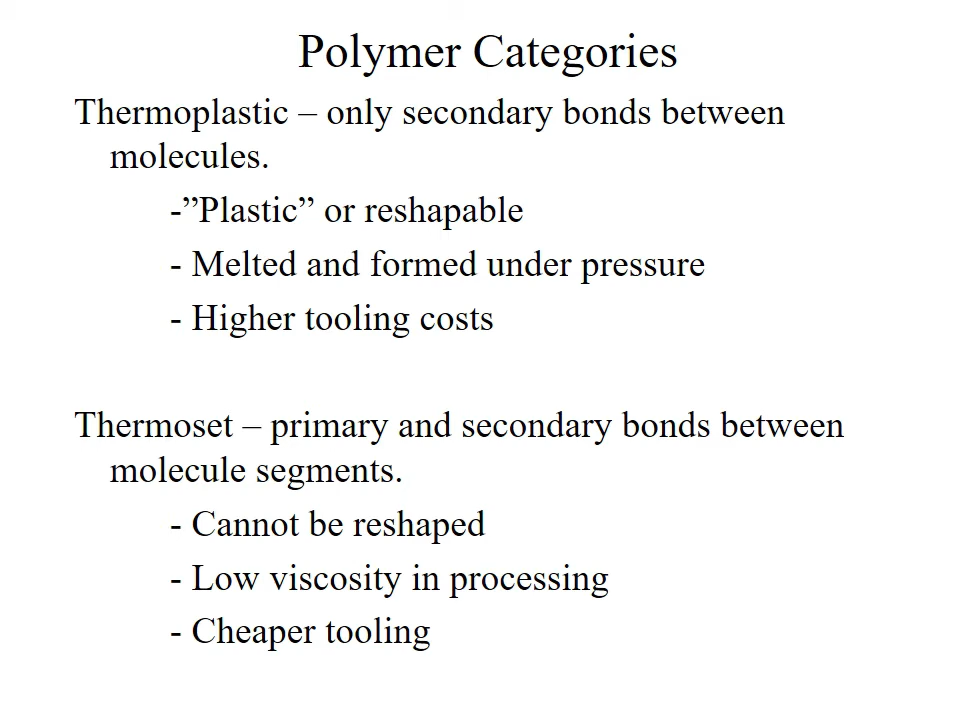 Polymer Categories
Thermoplastic – only secondary bonds between
molecules.
-”Plastic” or reshapable
- Melted and formed under pressure
- Higher tooling costs
Thermoset – primary and secondary bonds between
molecule segments.
- Cannot be reshaped
- Low viscosity in processing
- Cheaper tooling